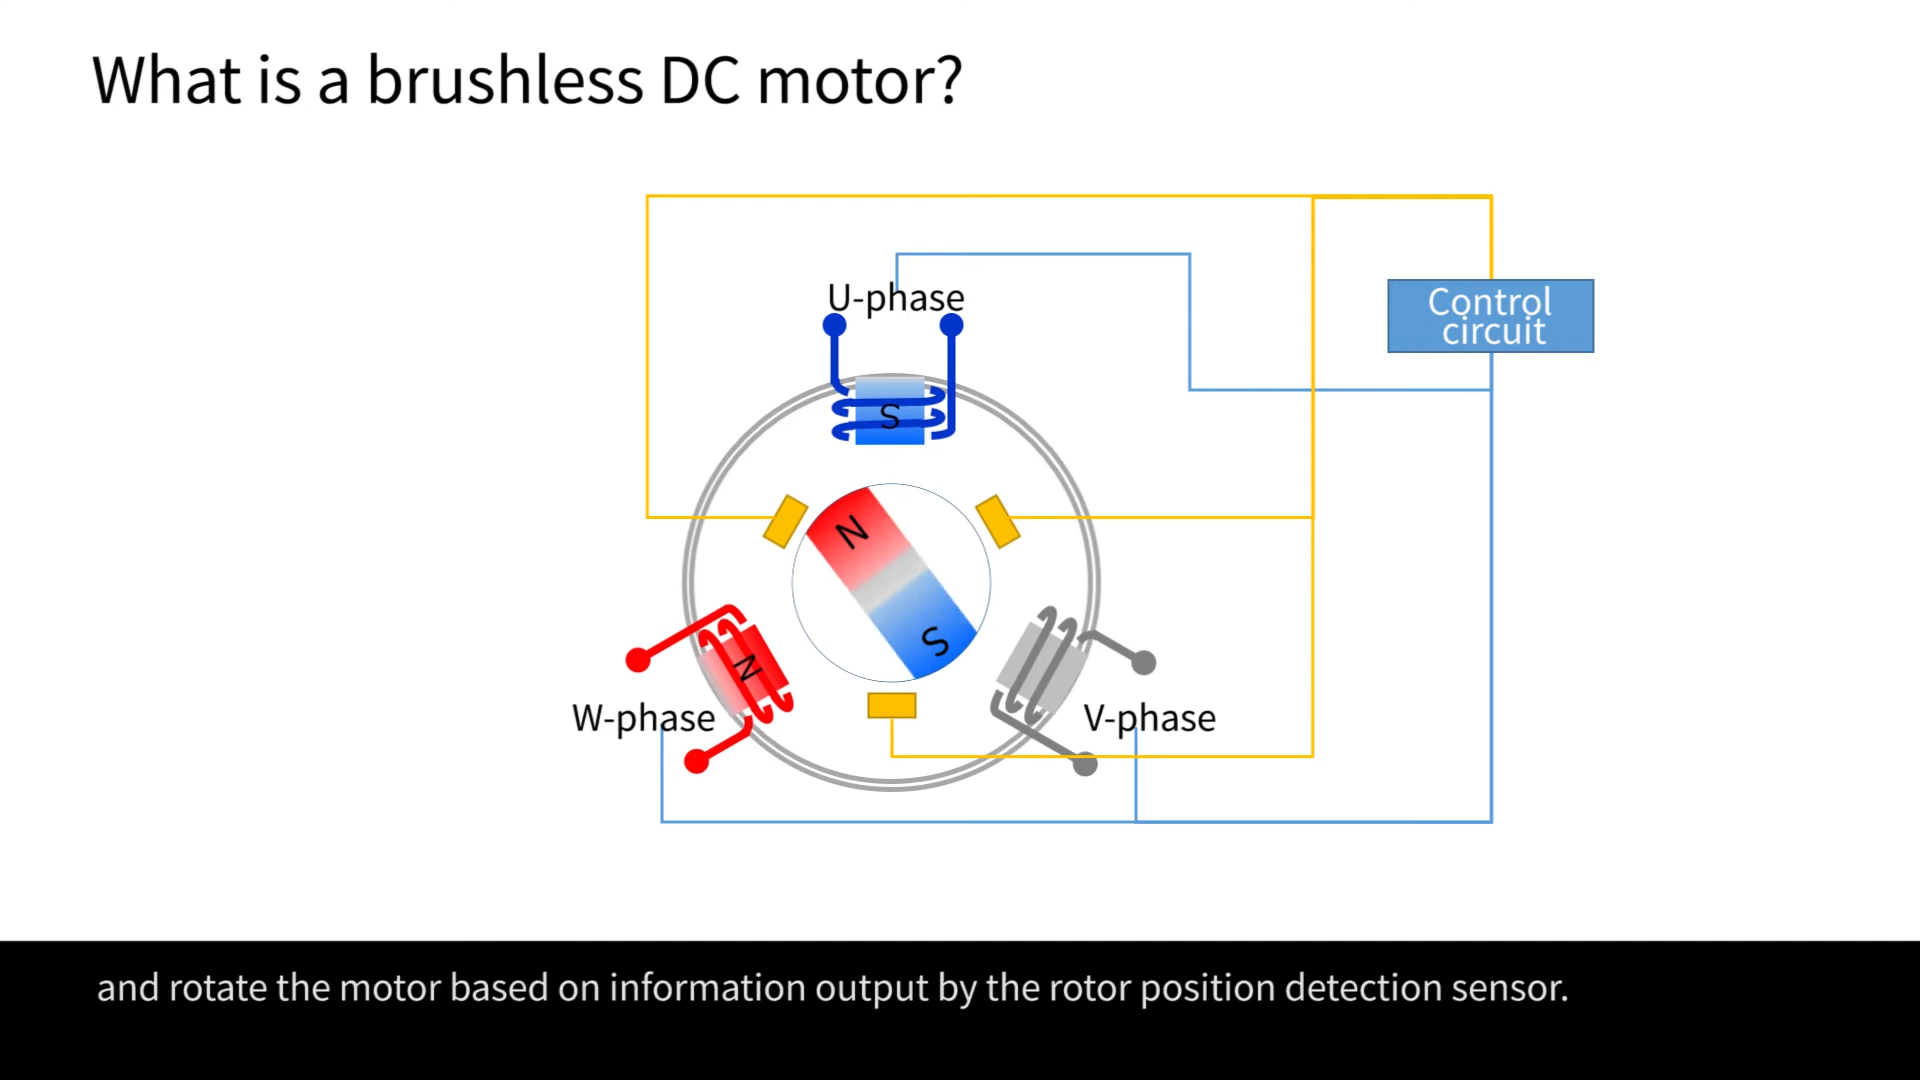 What is a brushless DC motor?
U-phase
Control
circuit
S
N
S
N
W-phase
V-phase
and rotate the motor based on information output by the rotor position detection sensor.